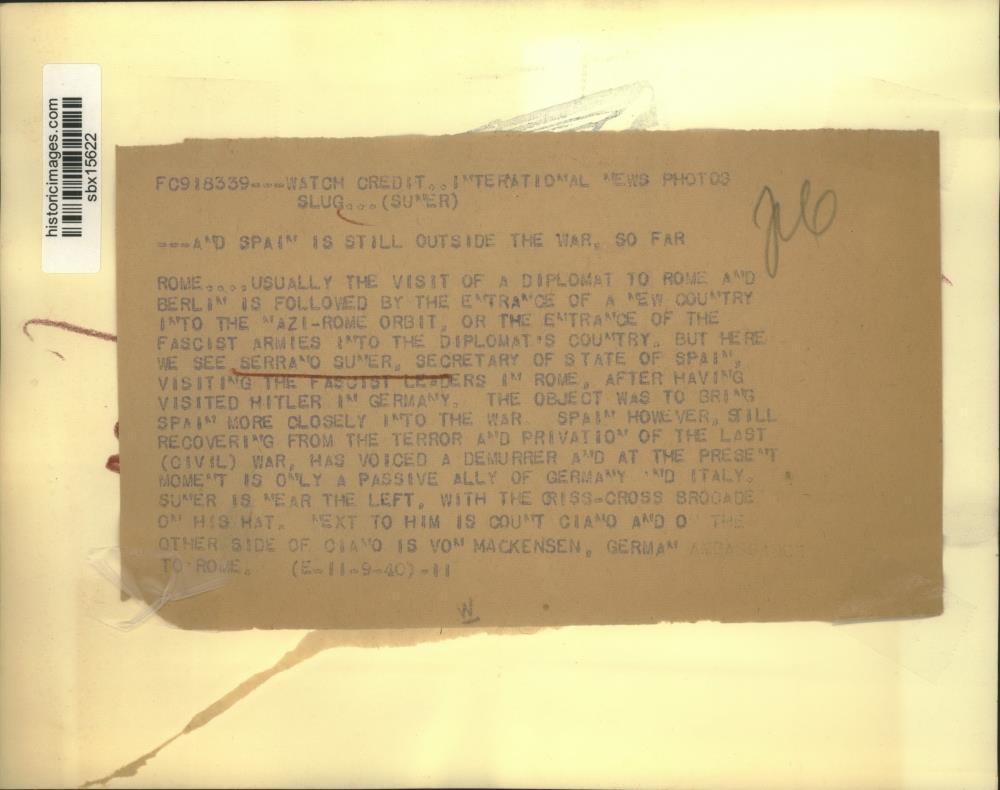 historicimages.com
sbx15622
FC918339---WATCH CREDIT..INTERATIONAL NEWS PHOTOS
SLUG...(SUNER)
---AND SPAIN IS STILL OUTSIDE THE WAR, SO FAR
ROME....USUALLY THE VISIT OF A DIPLOMAT TO ROME AND
BERLIN IS FOLLOWED BY THE ENTRANCE OF A NEW COUNTRY
INTO THE NAZI-ROME ORBIT, OR THE ENTRANCE OF THE
FASCIST ARMIES INTO THE DIPLOMAT'S COUNTRY. BUT HERE
WE SEE SERRANO SUNER, SECRETARY OF STATE OF SPAIN,
VISITING THE FASCIST LEADERS IN ROME, AFTER HAVING
VISITED HITLER IN GERMANY. THE OBJECT WAS TO BRING
SPAIN MORE CLOSELY INTO THE WAR. SPAIN HOWEVER, STILL
RECOVERING FROM THE TERROR AND PRIVATION OF THE LAST
(CIVIL) WAR, HAS VOICED A DEMURRER AND AT THE PRESENT
MOMENT IS ONLY A PASSIVE ALLY OF GERMANY AND ITALY.
SUNER IS NEAR THE LEFT, WITH THE CRISS-CROSS BROCADE
ON HIS HAT. NEXT TO HIM IS COUNT CIANO AND ON THE
OTHER SIDE OF CIANO IS VON MACKENSEN, GERMAN AMBASSADOR
TO ROME. (E-11-9-40)-11
W